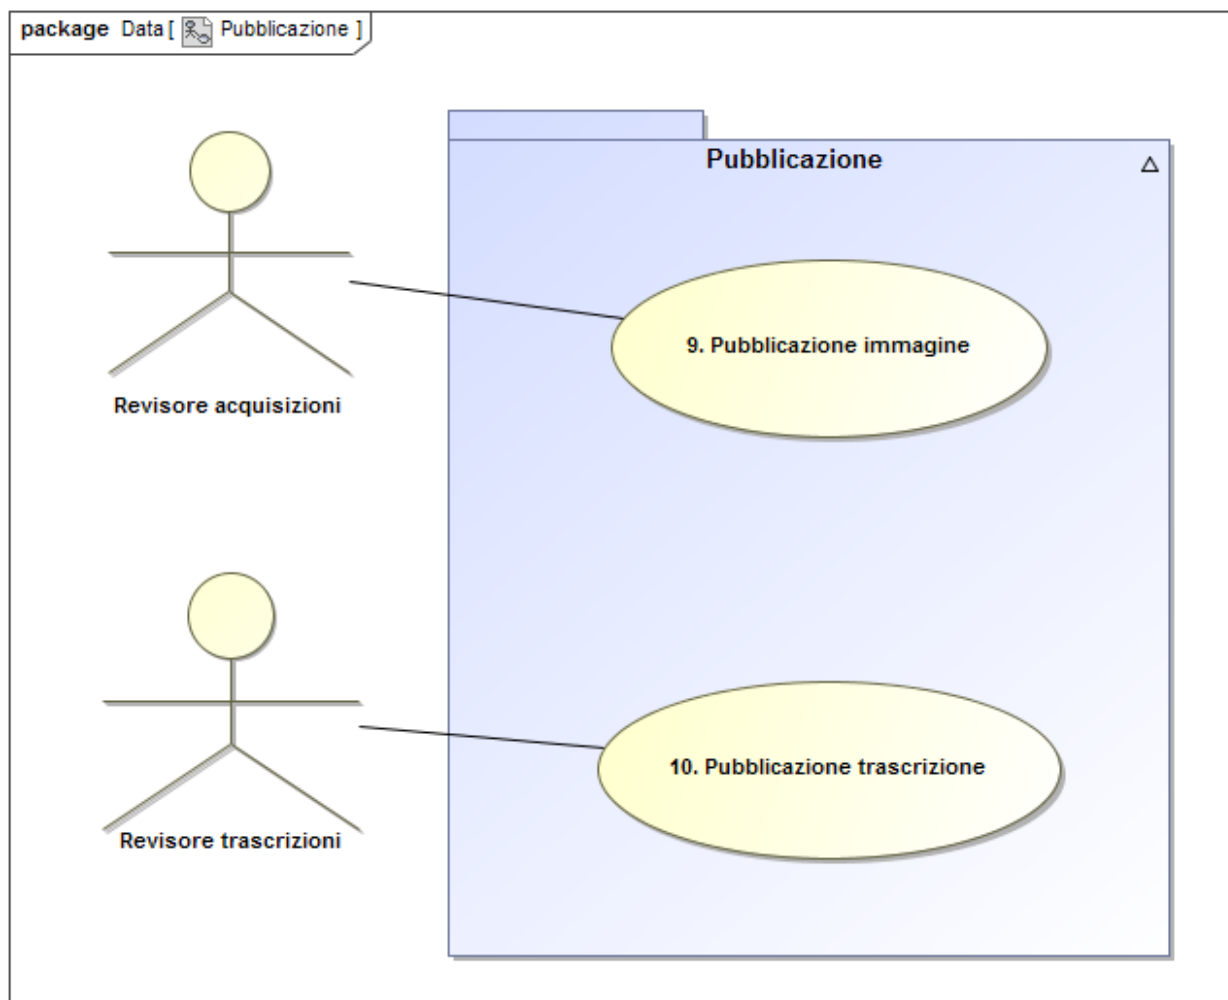 package Data [ Pubblicazione ]
Pubblicazione
9. Pubblicazione immagine
Revisore acquisizioni
10. Pubblicazione trascrizione
Revisore trascrizioni